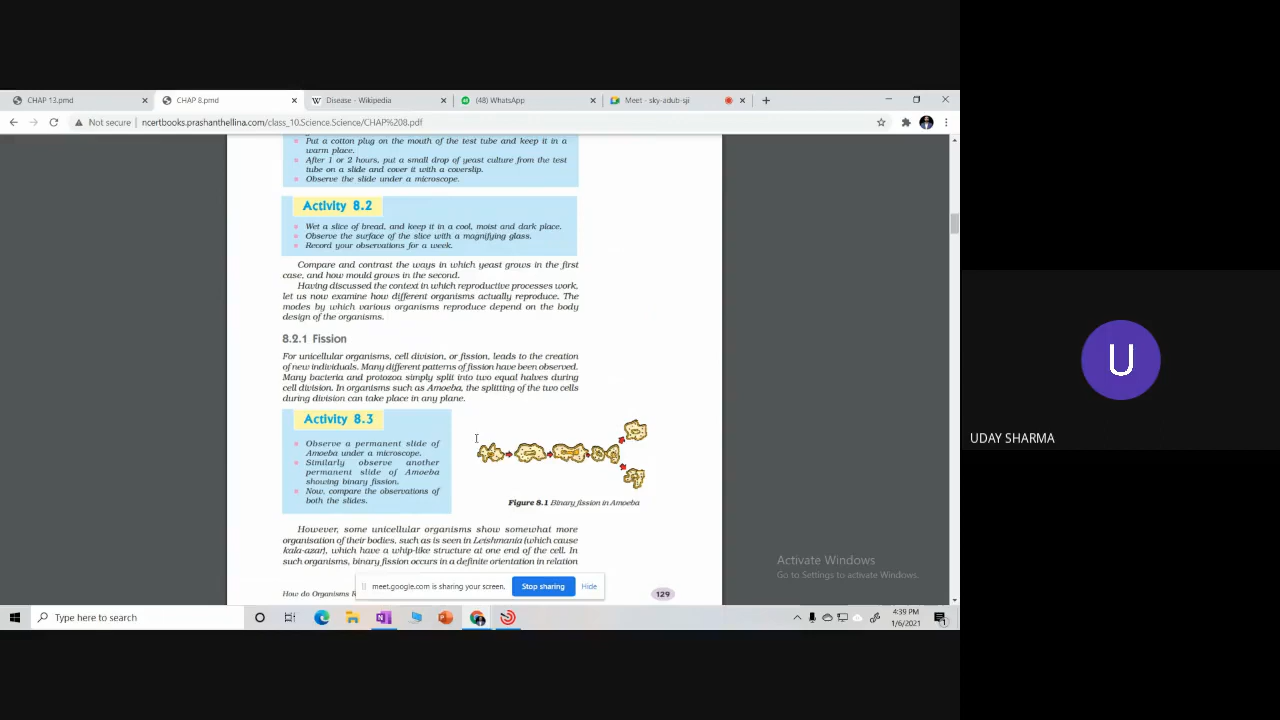 CHAP 13.pmd
CHAP 8.pmd
Disease - Wikipedia
(48) WhatsApp
Meet - sky-adub-sji
Not secure
ncertbooks.prashanthellina.com/class_10.Science.Science/CHAP%208.pdf
Put a cotton plug on the mouth of the test tube and keep it in a
warm place.
After 1 or 2 hours, put a small drop of yeast culture from the test
tube on a slide and cover it with a coverslip.
Observe the slide under a microscope.
Activity 8.2
Wet a slice of bread, and keep it in a cool, moist and dark place.
Observe the surface of the slice with a magnifying glass.
Record your observations for a week.
Compare and contrast the ways in which yeast grows in the first
case, and how mould grows in the second.
Having discussed the context in which reproductive processes work,
let us now examine how different organisms actually reproduce. The
modes by which various organisms reproduce depend on the body
design of the organisms.
8.2.1 Fission
For unicellular organisms, cell division, or fission, leads to the creation
of new individuals. Many different patterns of fission have been observed.
Many bacteria and protozoa simply split into two equal halves during
cell division. In organisms such as Amoeba, the splitting of the two cells
during division can take place in any plane.
Activity 8.3
Observe a permanent slide of
Amoeba under a microscope.
Similarly observe another
permanent slide of Amoeba
showing binary fission.
Now, compare the observations of
both the slides.
Figure 8.1 Binary fission in Amoeba
However, some unicellular organisms show somewhat more
organisation of their bodies, such as is seen in Leishmania (which cause
kala-azar), which have a whip-like structure at one end of the cell. In
such organisms, binary fission occurs in a definite orientation in relation
How do Organisms R
129
meet.google.com is sharing your screen.
Stop sharing
Hide
Activate Windows
Go to Settings to activate Windows.
Type here to search
4:39 PM
1/6/2021
U
UDAY SHARMA